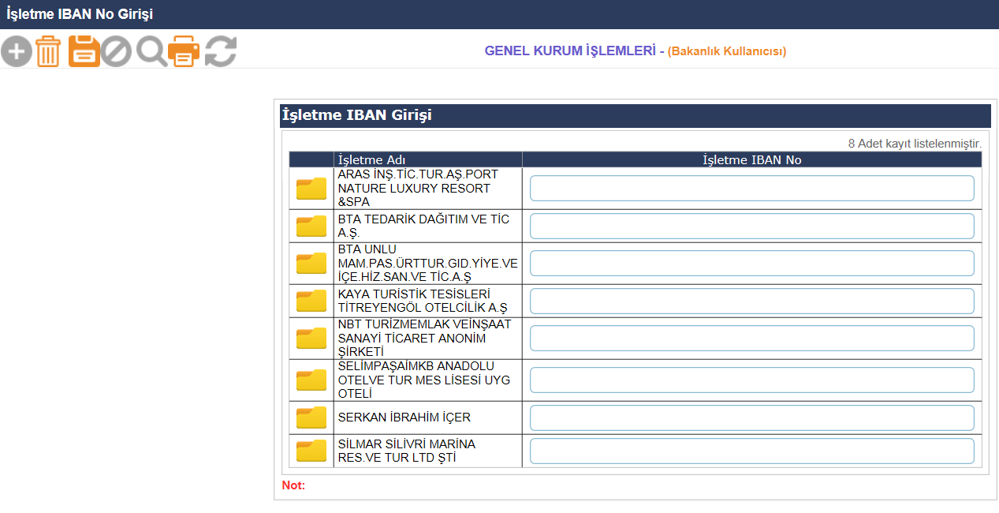 İşletme IBAN No Girişi
GENEL KURUM İŞLEMLERİ - (Bakanlık Kullanıcısı)
İşletme IBAN Girişi
8 Adet kayıt listelenmiştir.
İşletme Adı
İşletme IBAN No
ARAS İNŞ.TİC.TUR.AŞ.PORT
NATURE LUXURY RESORT
&SPA
BTA TEDARİK DAĞITIM VE TİC
A.Ş.
BTA UNLU
MAM.PAS.ÜRTTUR.GID.YİYE.VE
İÇE.HİZ.SAN.VE TİC.A.Ş
KAYA TURİSTİK TESİSLERİ
TİTREYENGÖL OTELCİLİK A.Ş
NBT TURİZMEMLAK VEİNŞAAT
SANAYİ TİCARET ANONİM
ŞİRKETİ
SELİMPAŞAİMKB ANADOLU
OTELVE TUR MES LİSESİ UYG
OTELİ
SERKAN İBRAHİM İÇER
SİLMAR SİLİVRİ MARİNA
RES.VE TUR LTD ŞTİ
Not: